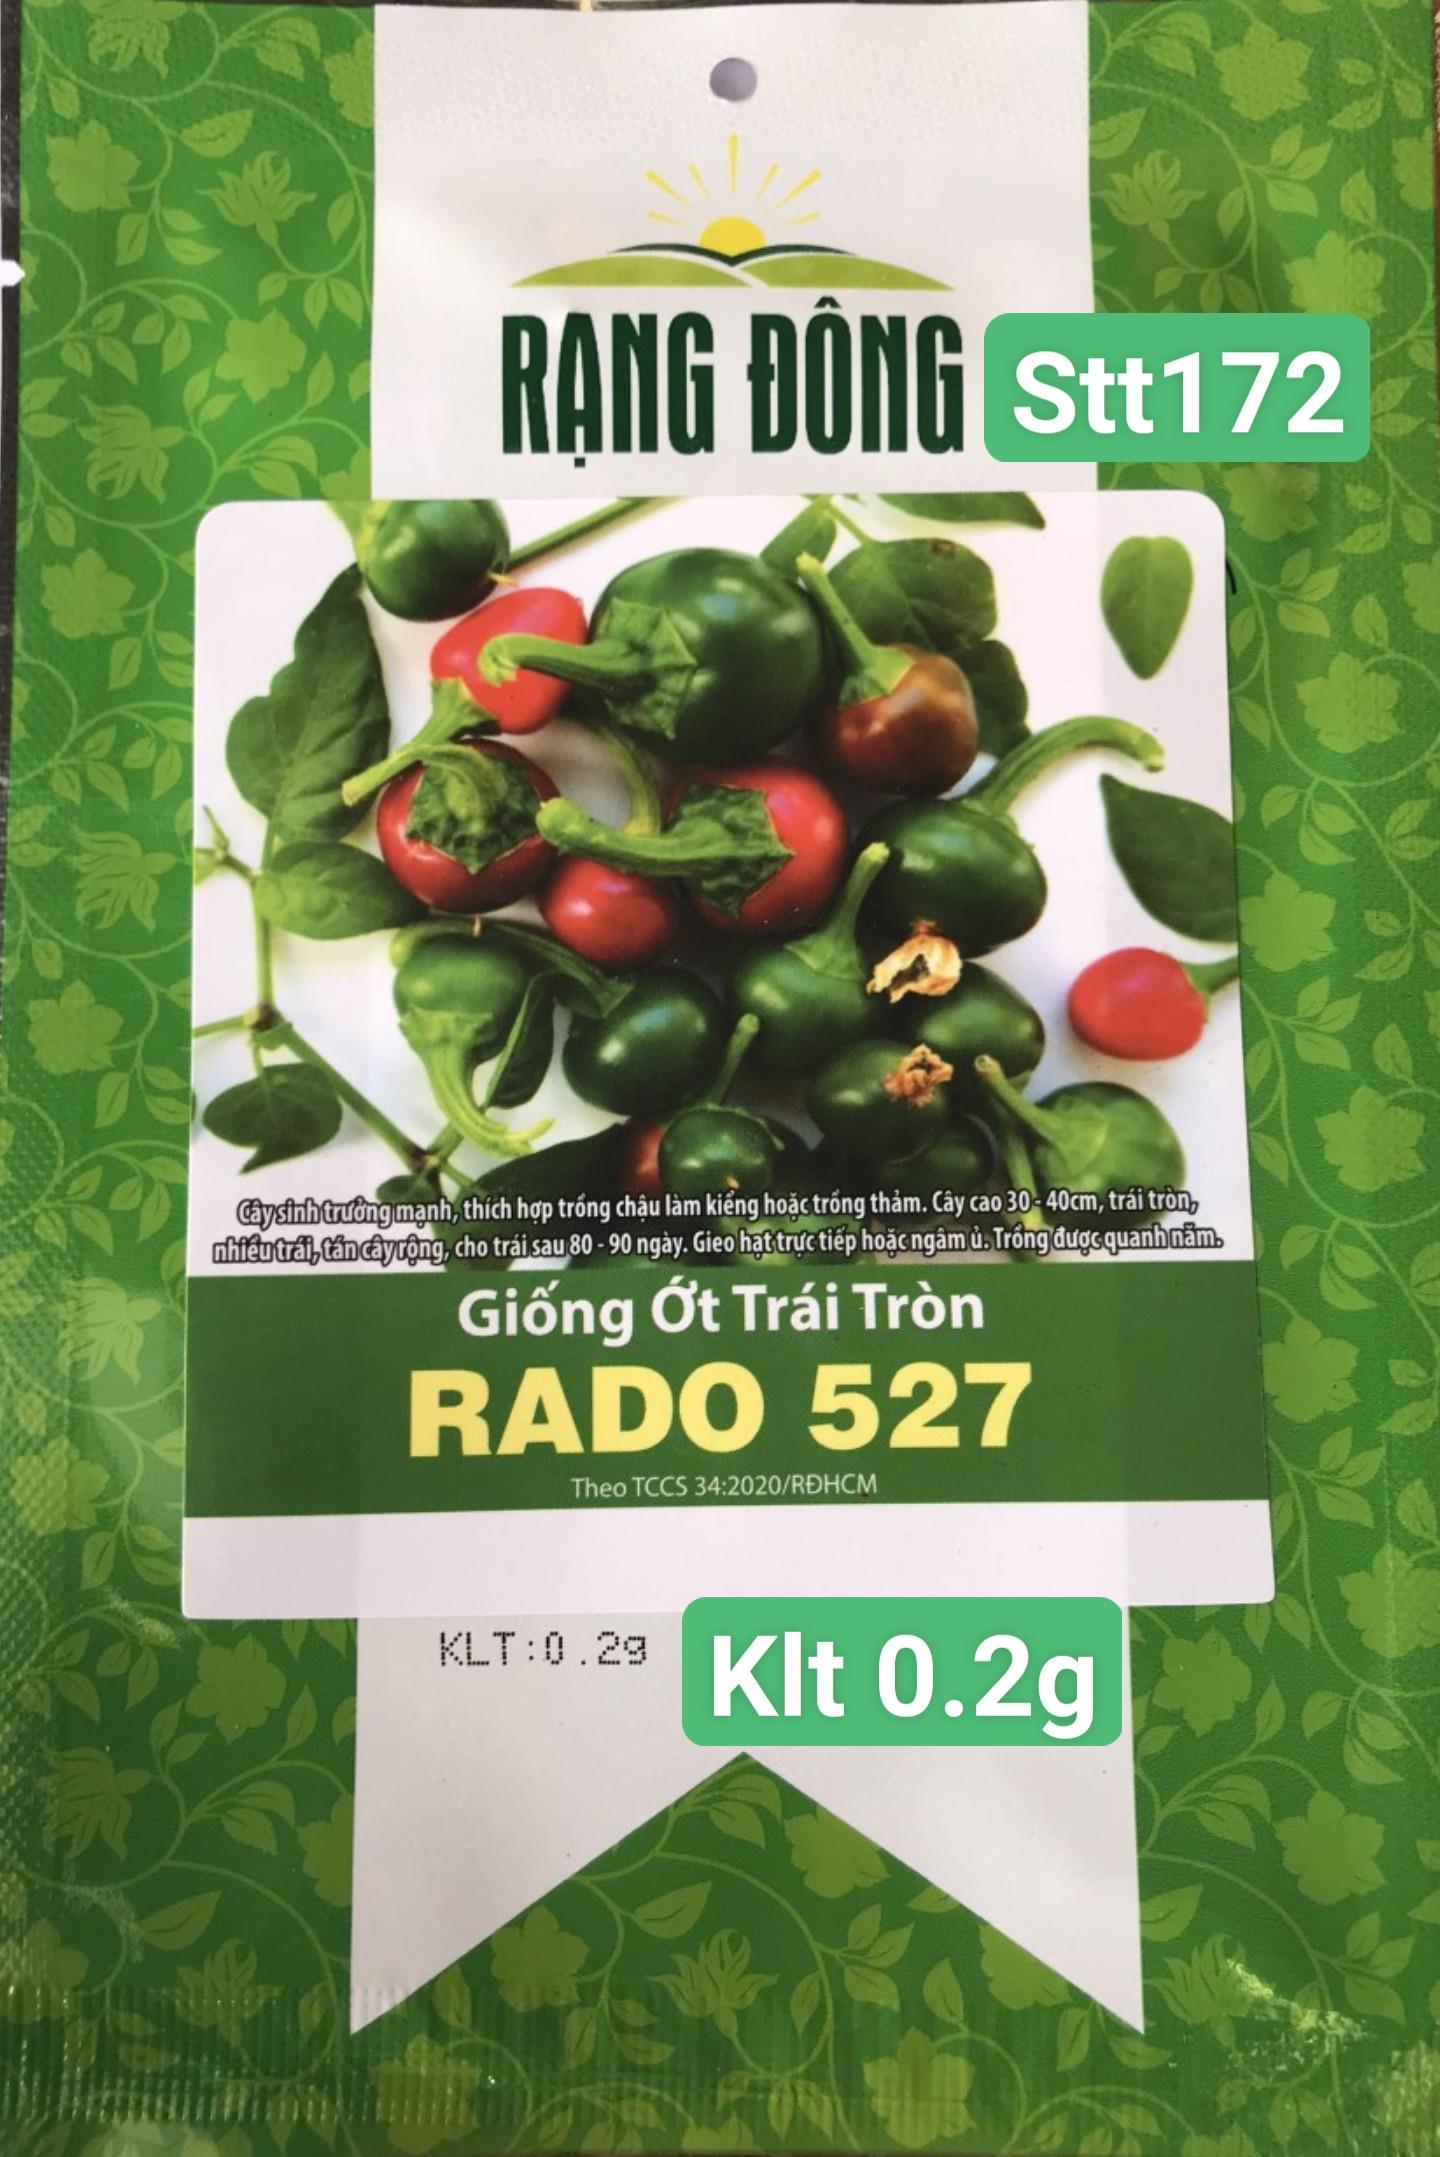 RẠNG ĐÔNG
Stt172
Cây sinh trưởng mạnh, thích hợp trồng chậu làm kiểng hoặc trồng thảm. Cây cao 30 - 40cm, trái tròn,
nhiều trái, tán cây rộng, cho trái sau 80 - 90 ngày. Gieo hạt trực tiếp hoặc ngâm ủ. Trồng được quanh năm.
Giống Ớt Trái Tròn
RADO 527
Theo TCCS 34:2020/RĐHCM
KLT:0.2g
Klt 0.2g